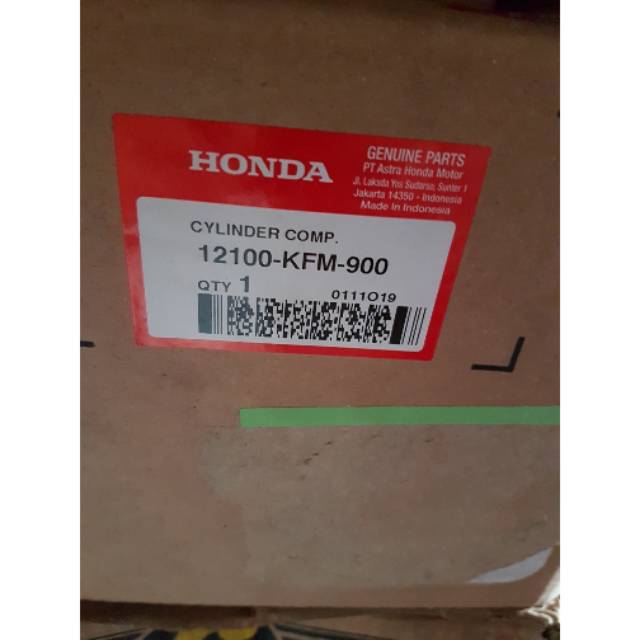 HONDA
GENUINE PARTS
PT Astra Honda Motor
Jl. Laksda Yos Sudarso, Sunter 1
Jakarta 14350 - Indonesia
Made in Indonesia
CYLINDER COMP.
12100-KFM-900
QTY 1
0111O19